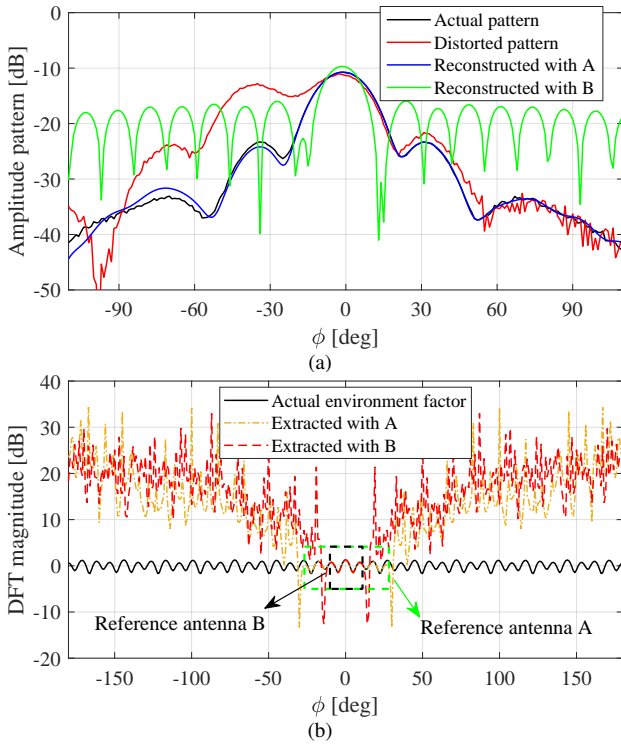 Amplitude pattern [dB]
0
-10
-20
-30
-40
-50
Actual pattern
Distorted pattern
Reconstructed with A
Reconstructed with B
-90
-60
-30
0
30
60
90
ϕ [deg]
(a)
DFT magnitude [dB]
40
30
20
10
0
-10
-20
Actual environment factor
Extracted with A
Extracted with B
Reference antenna B
Reference antenna A
-150
-100
-50
0
50
100
150
ϕ [deg]
(b)